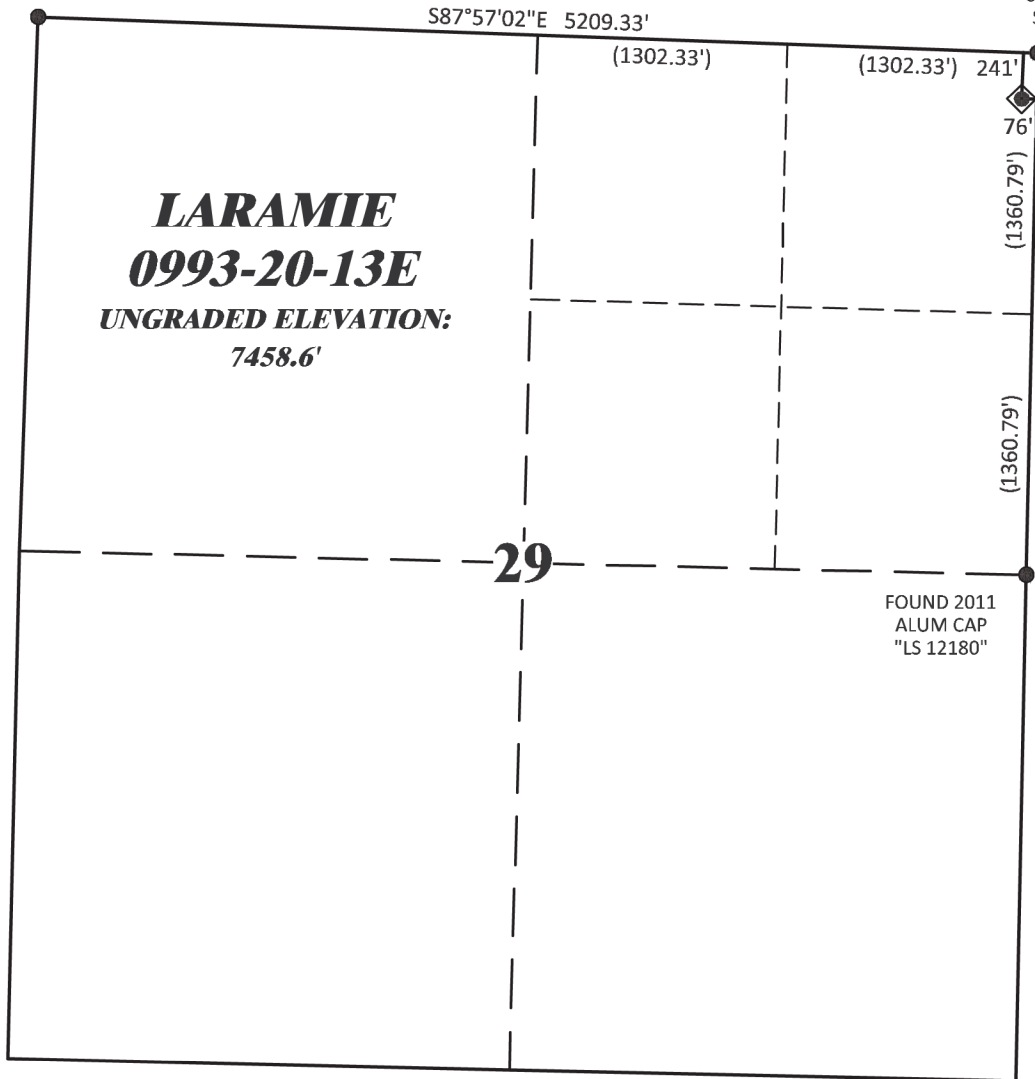 S87°57'02"E 5209.33'
(1302.33')
(1302.33') 241'
76'
(1360.79')
LARAMIE
0993-20-13E
UNGRADED ELEVATION:
7458.6'
(1360.79')
29
FOUND 2011
ALUM CAP
"LS 12180"